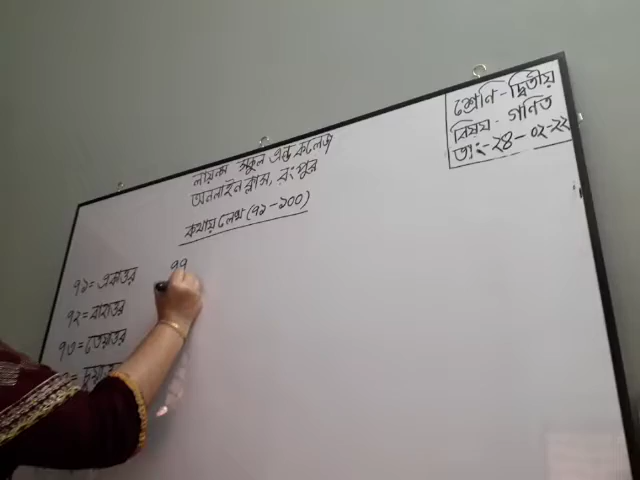 লায়ন্স স্কুল এন্ড কলেজ
অনলাইন ক্লাস, রংপুর
কথায় লেখ (৭১-১০০)
শ্রেণি - দ্বিতীয়
বিষয় - গণিত
তাং:- ২৪-০২-২২
৭১ = একাত্তর
৭২ = বাহাত্তর
৭৩ = তেয়াত্তর
৭৭